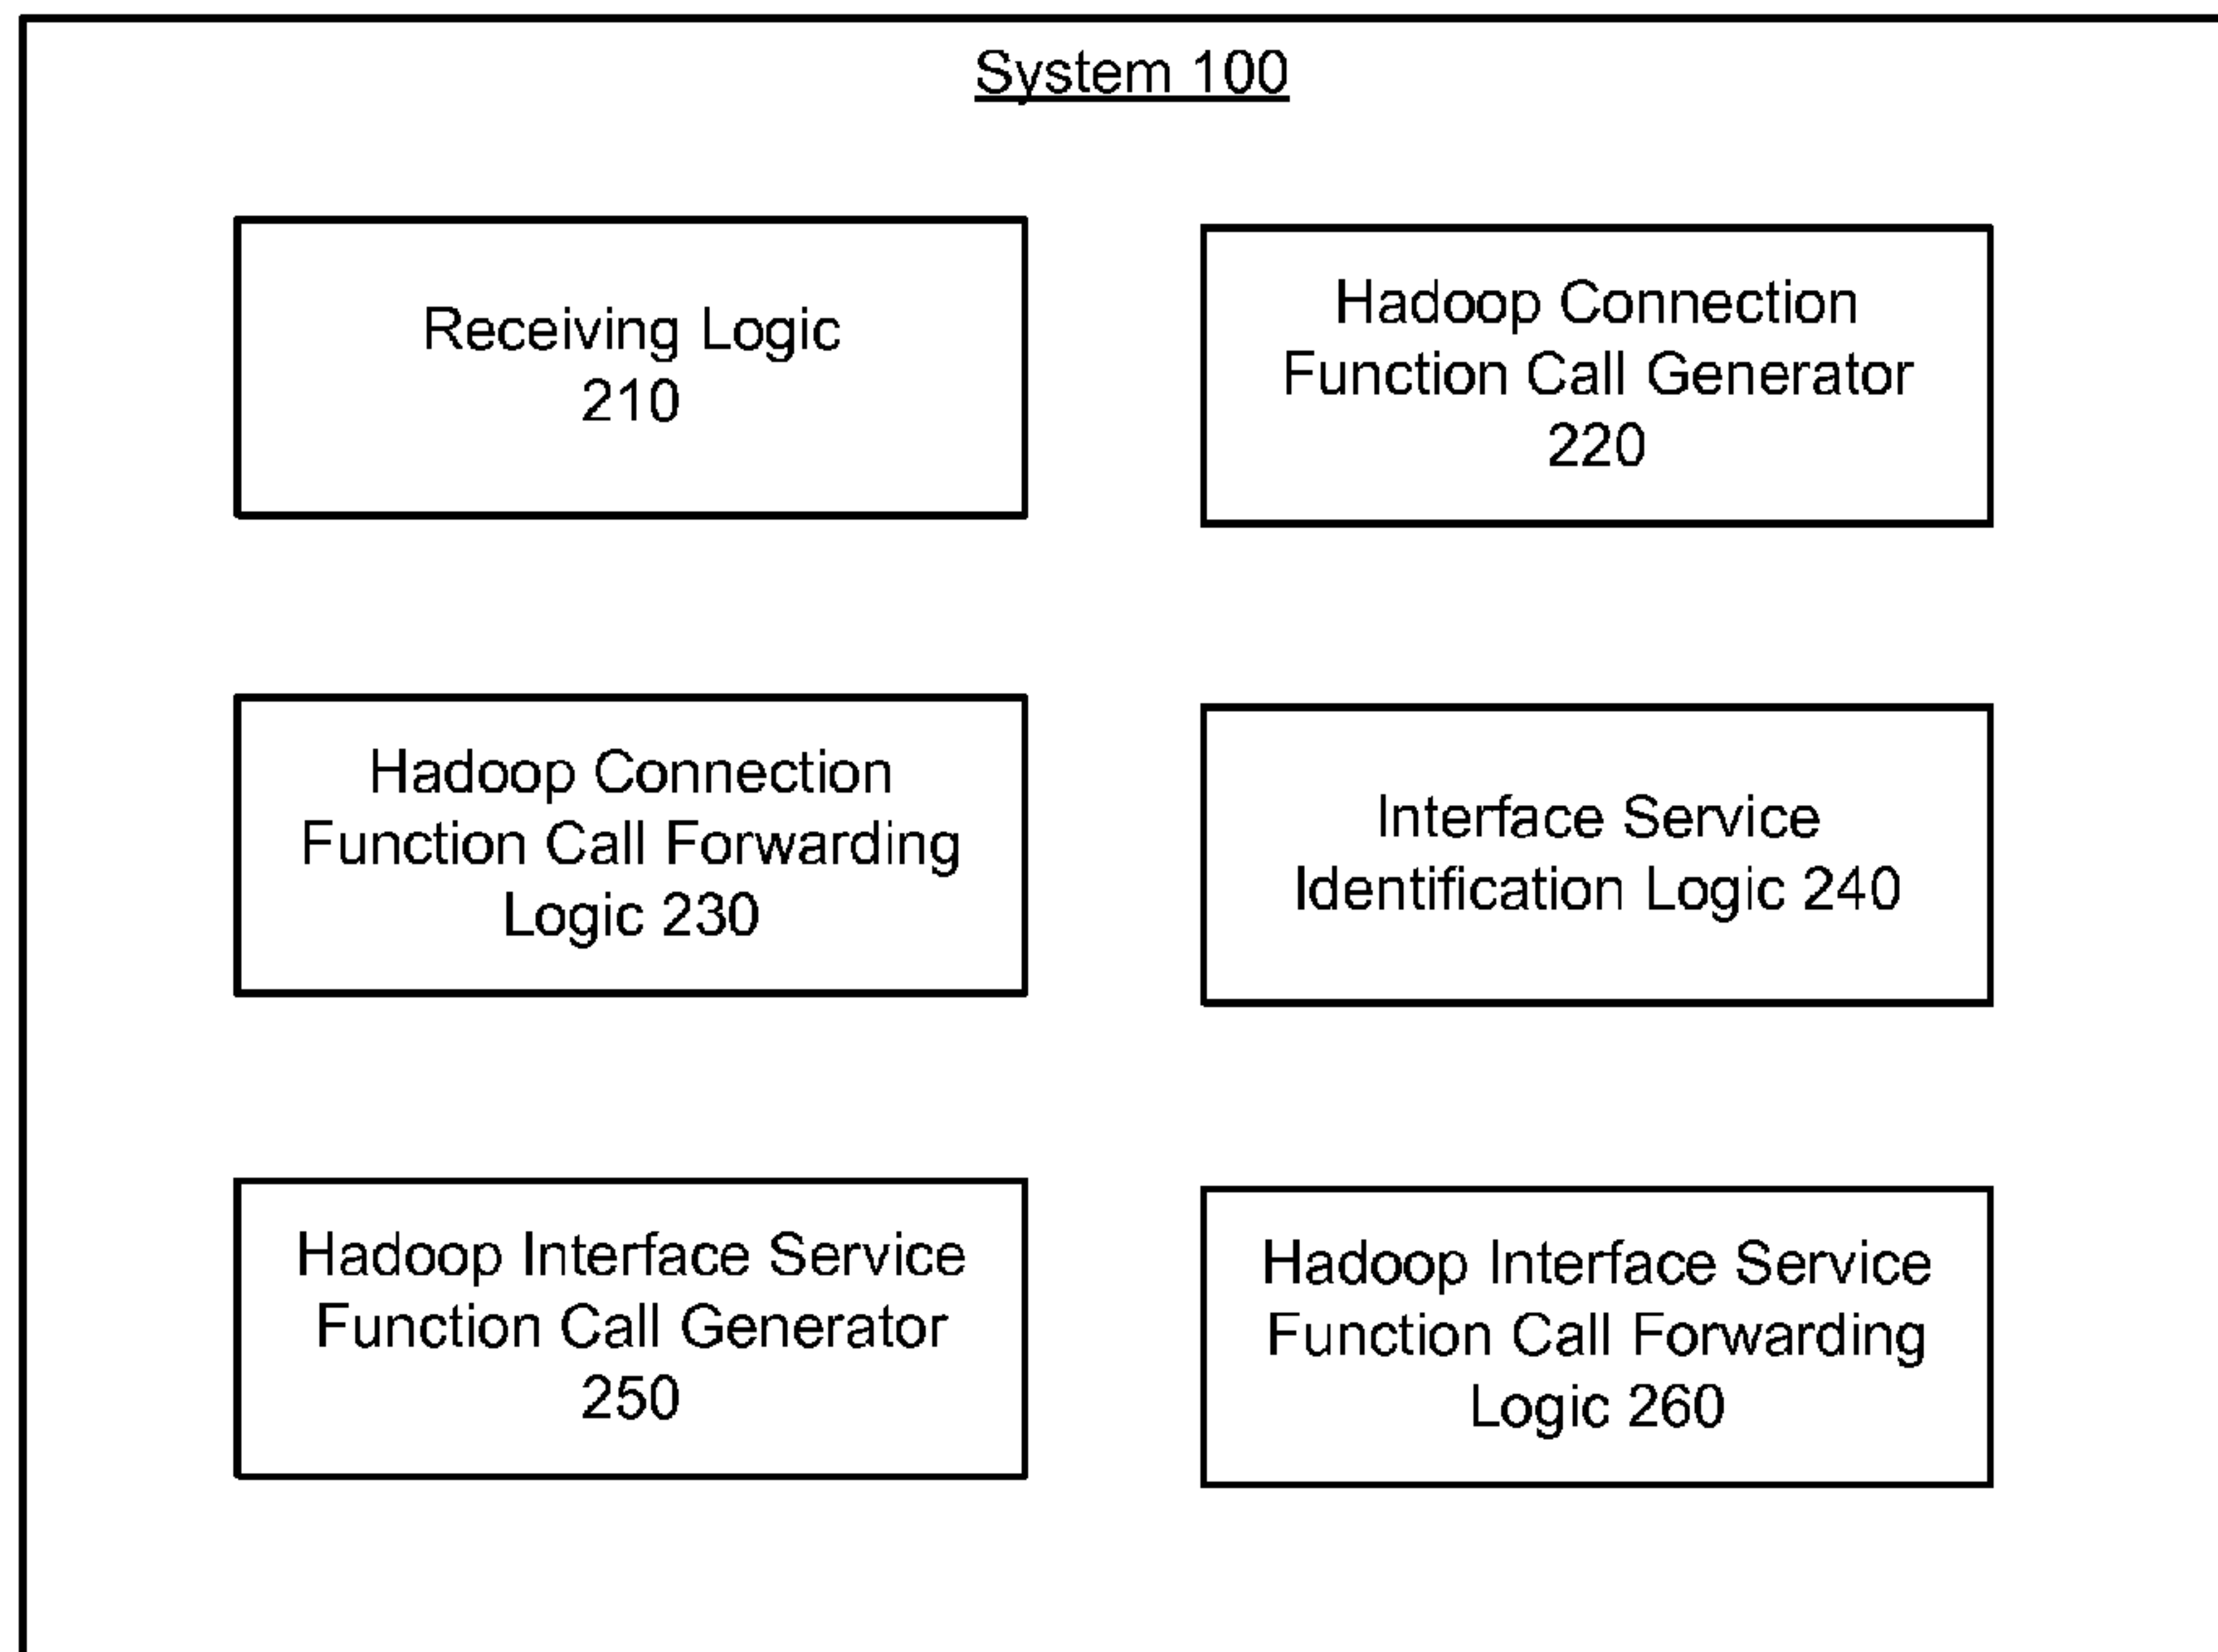 System 100
Receiving Logic
210
Hadoop Connection
Function Call Generator
220
Hadoop Connection
Function Call Forwarding
Logic 230
Interface Service
Identification Logic 240
Hadoop Interface Service
Function Call Generator
250
Hadoop Interface Service
Function Call Forwarding
Logic 260